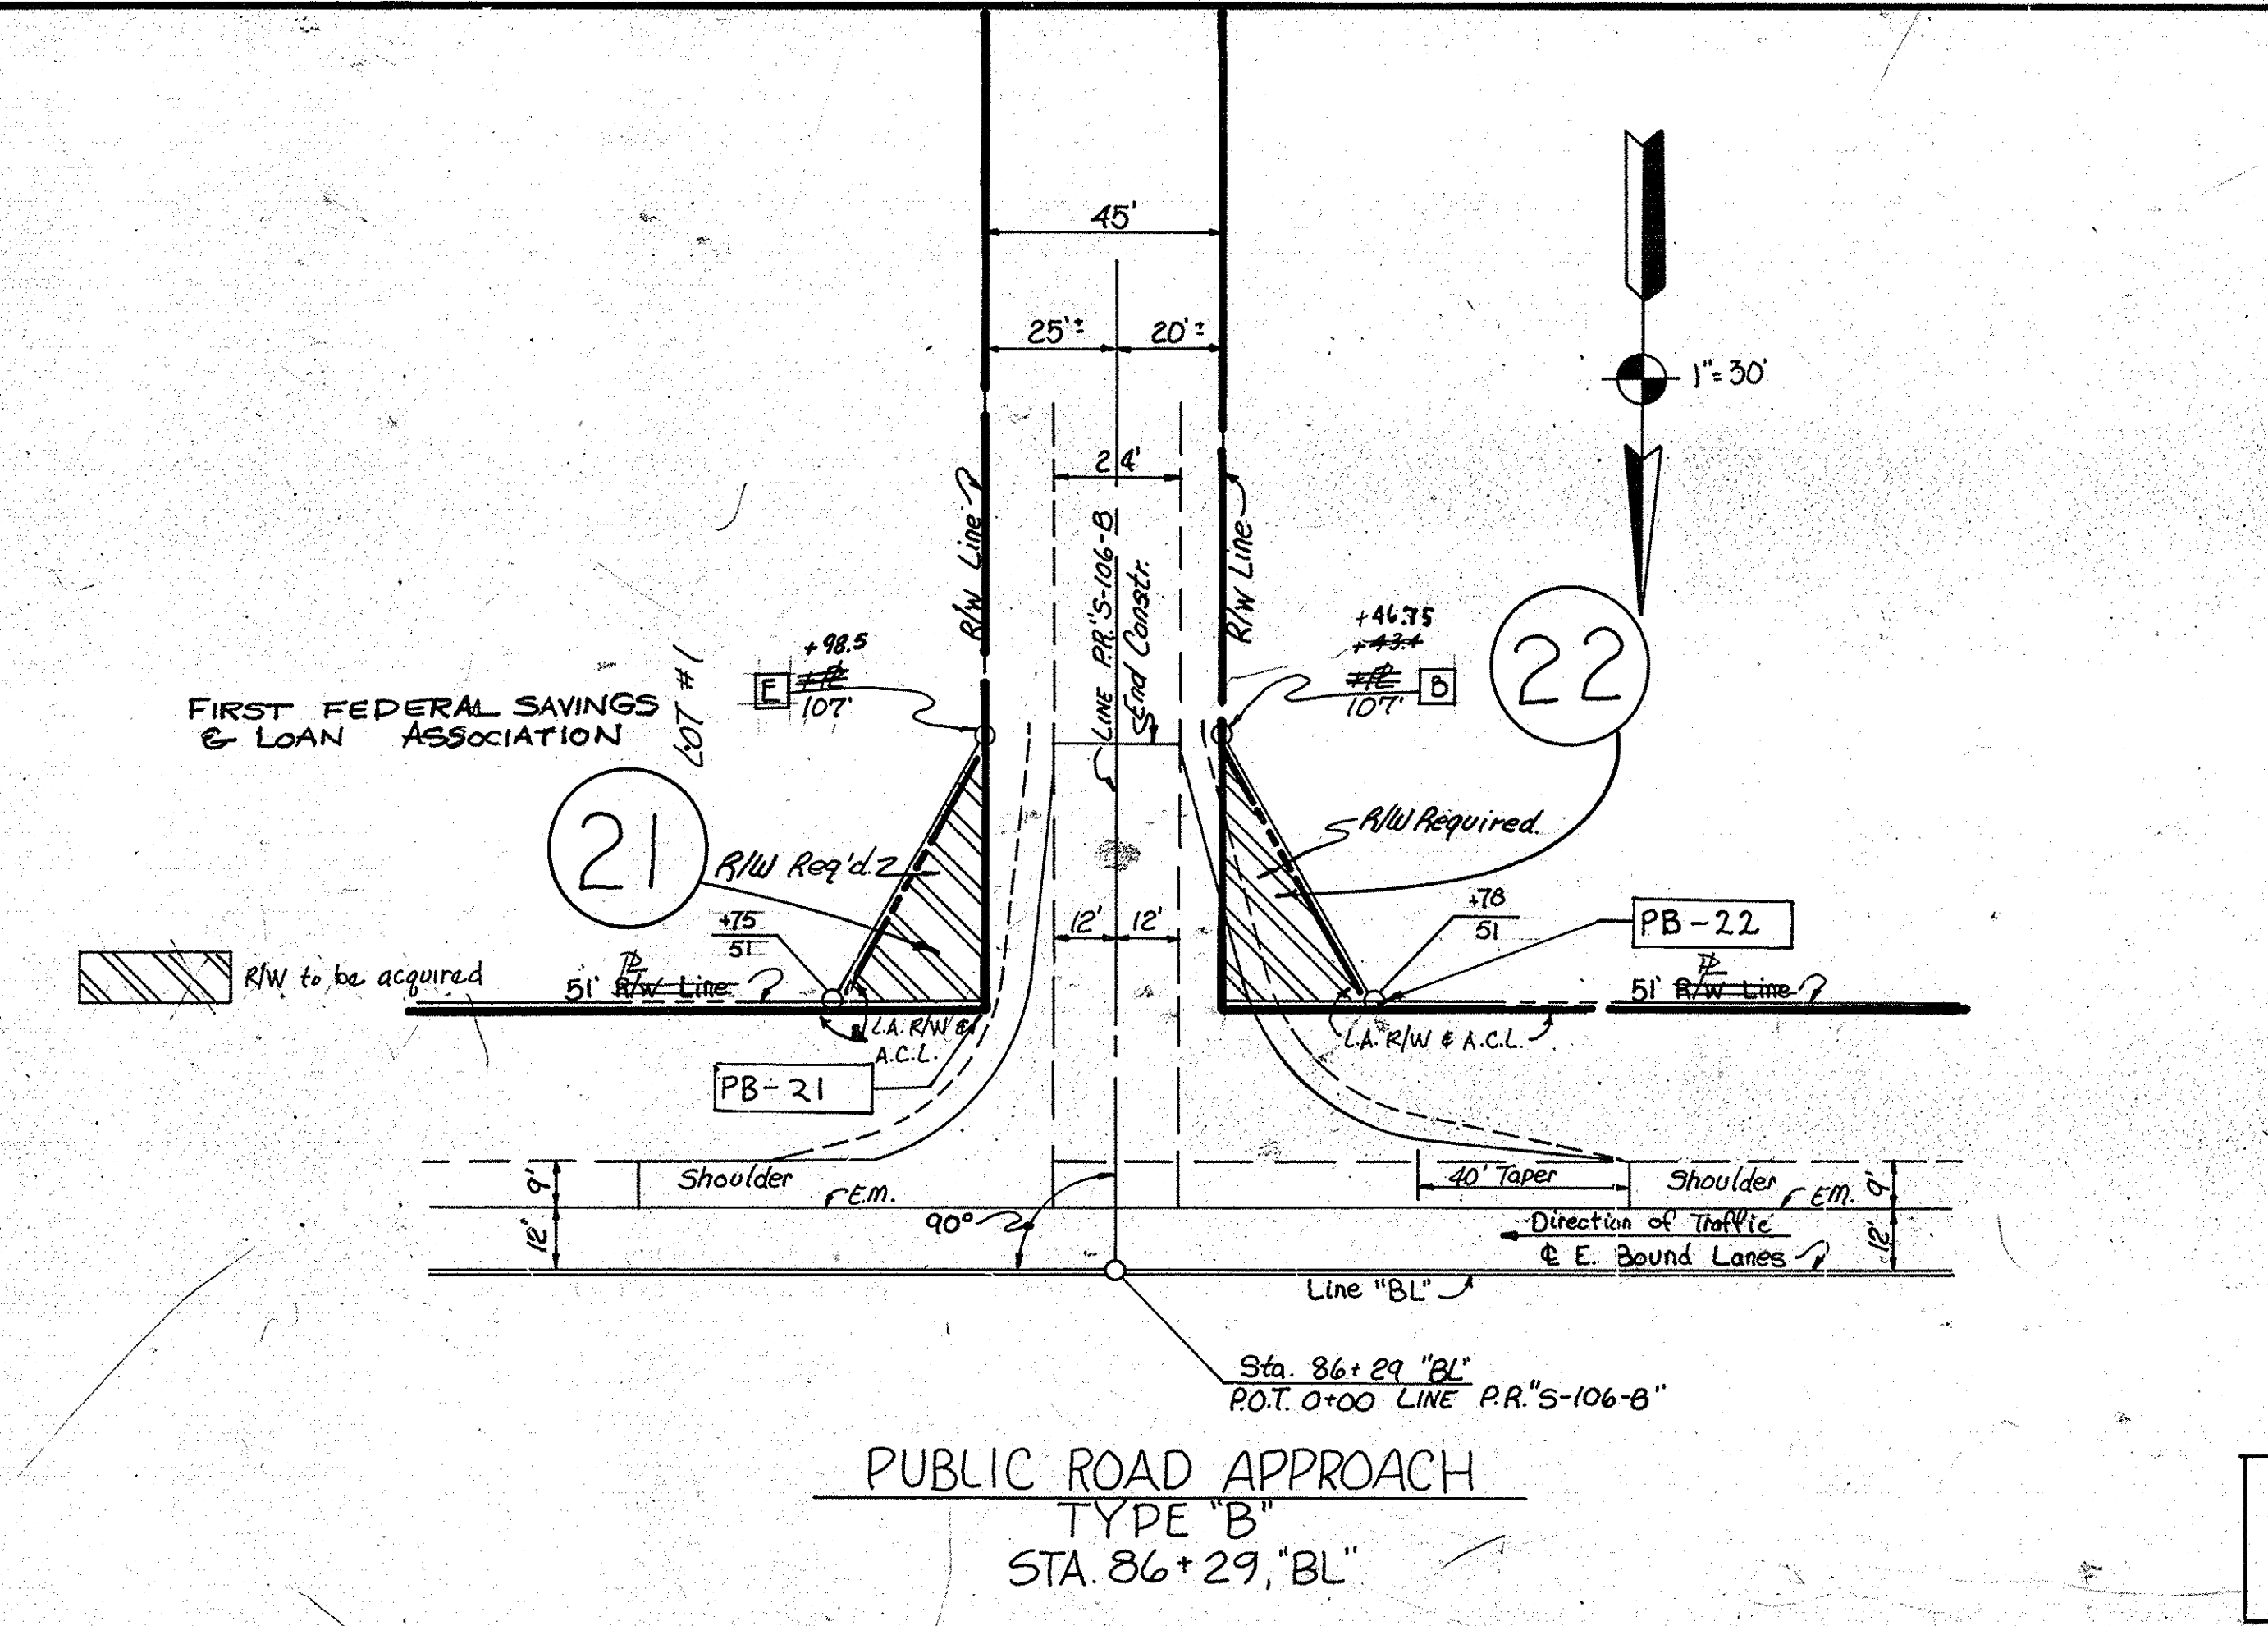 45'
25'±
20'±
1"=30'
24'
R/W Line
LINE P.R."S-106-B
End Constr.
R/W Line
+98.5
E
107'
+46.75
+43.4
B
107'
22
LOT #1
FIRST FEDERAL SAVINGS
& LOAN ASSOCIATION
21
R/W Req'd.
R/W Required.
+75
51
12'
12'
+78
51
PB-22
R/W to be acquired
PL
51' R/W Line
PL
51' R/W Line
L.A. R/W &
A.C.L.
L.A. R/W & A.C.L.
PB-21
9'
Shoulder
E.M.
40' Taper
Shoulder
E.M.
9'
12'
90°
Direction of Traffic
℄ E. Bound Lanes
12'
Line "BL"
Sta. 86+29 "BL"
P.O.T. 0+00 LINE P.R."S-106-B"
PUBLIC ROAD APPROACH
TYPE "B"
STA. 86+29, "BL"